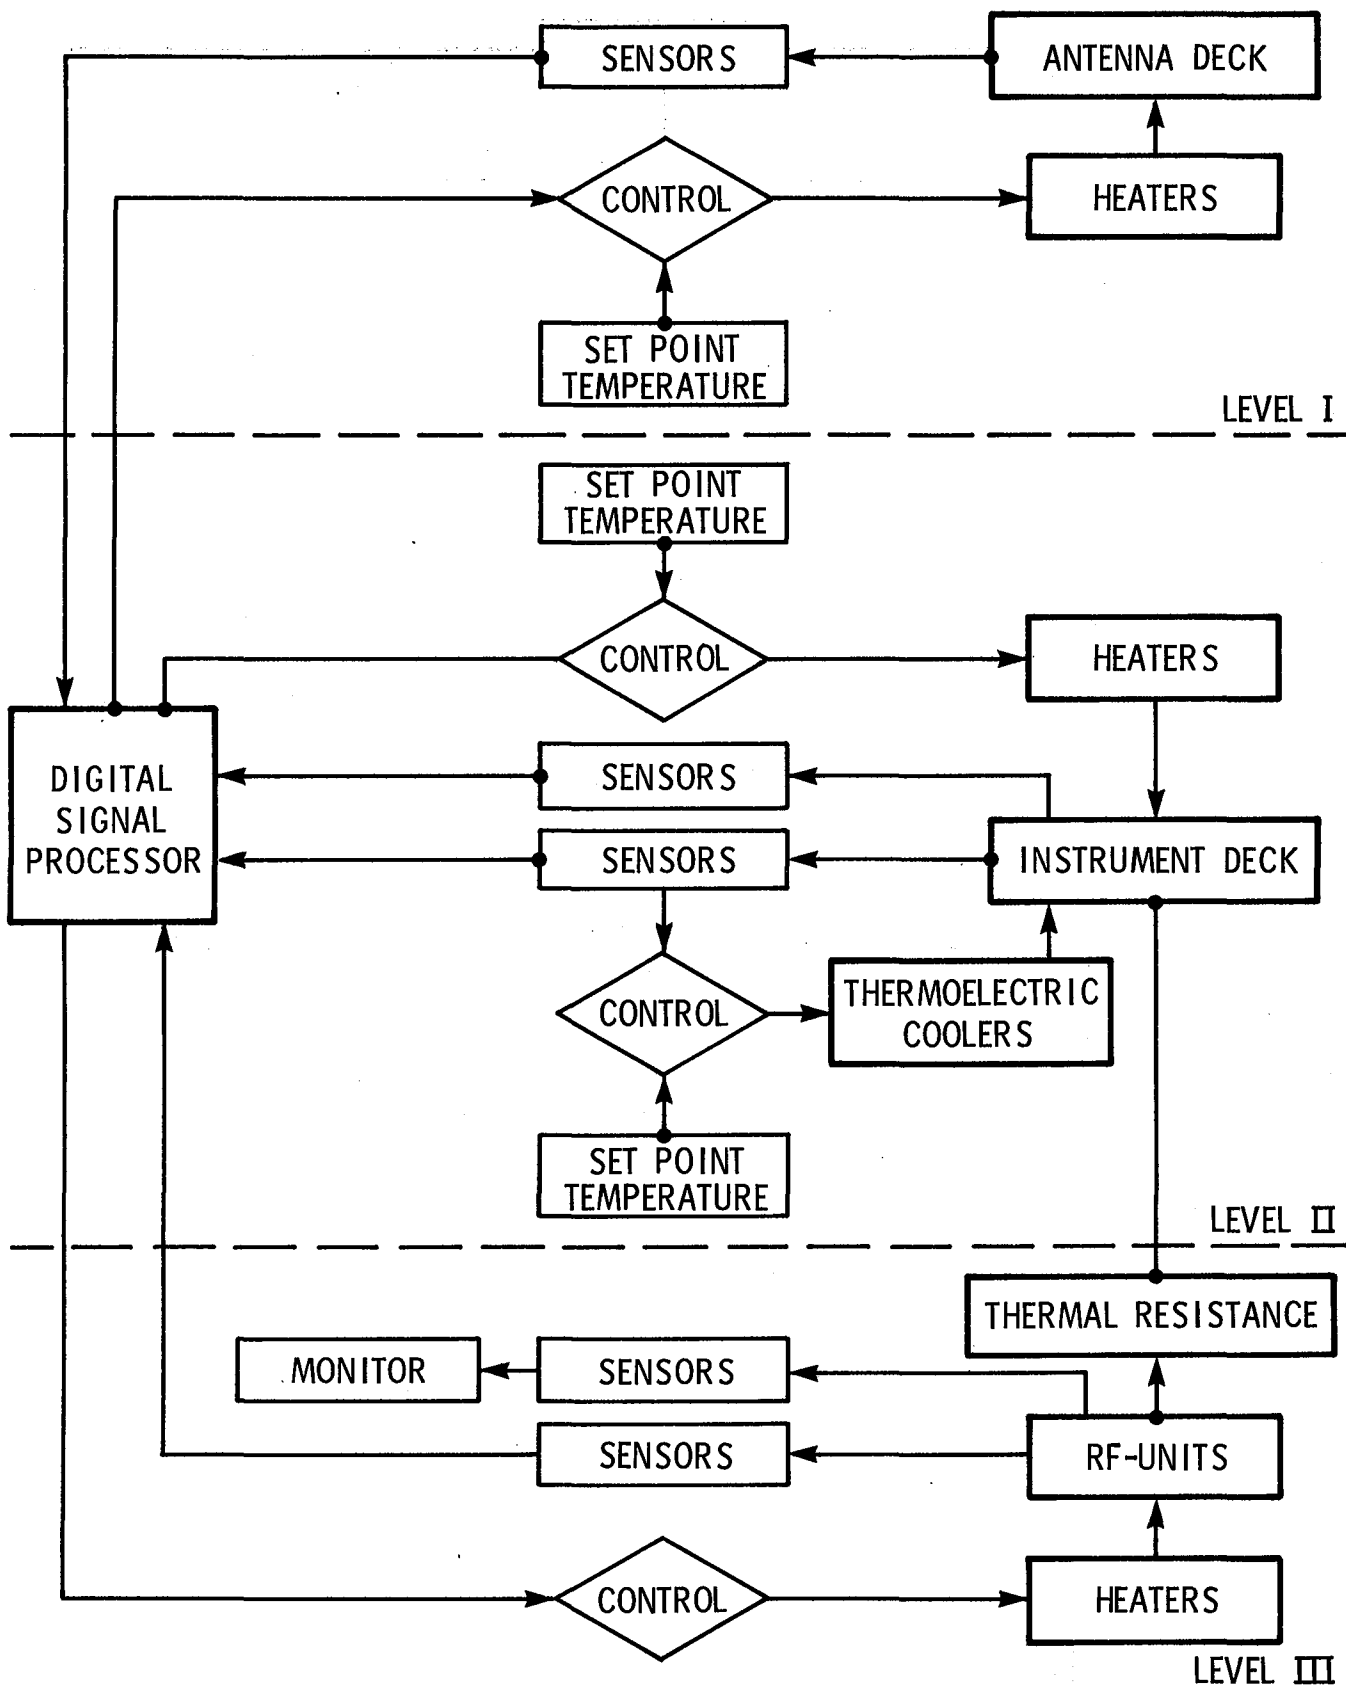 SENSORS
ANTENNA DECK
CONTROL
HEATERS
SET POINT
TEMPERATURE
LEVEL I
SET POINT
TEMPERATURE
CONTROL
HEATERS
DIGITAL
SIGNAL
PROCESSOR
SENSORS
SENSORS
INSTRUMENT DECK
CONTROL
THERMOELECTRIC
COOLERS
SET POINT
TEMPERATURE
LEVEL II
THERMAL RESISTANCE
MONITOR
SENSORS
SENSORS
RF-UNITS
CONTROL
HEATERS
LEVEL III